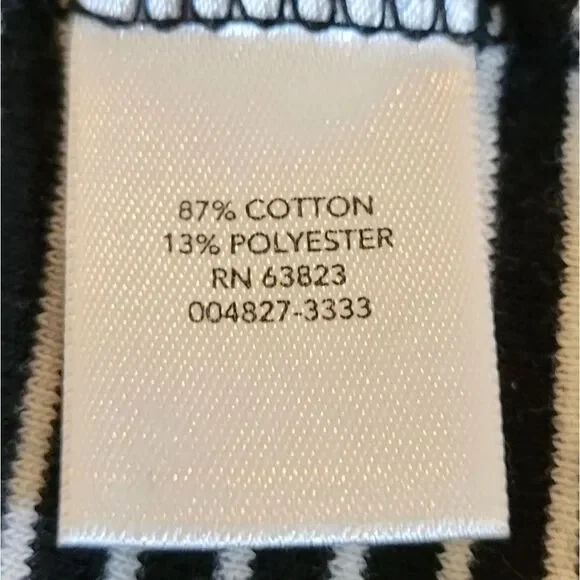 87% COTTON
13% POLYESTER
RN 63823
004827-3333